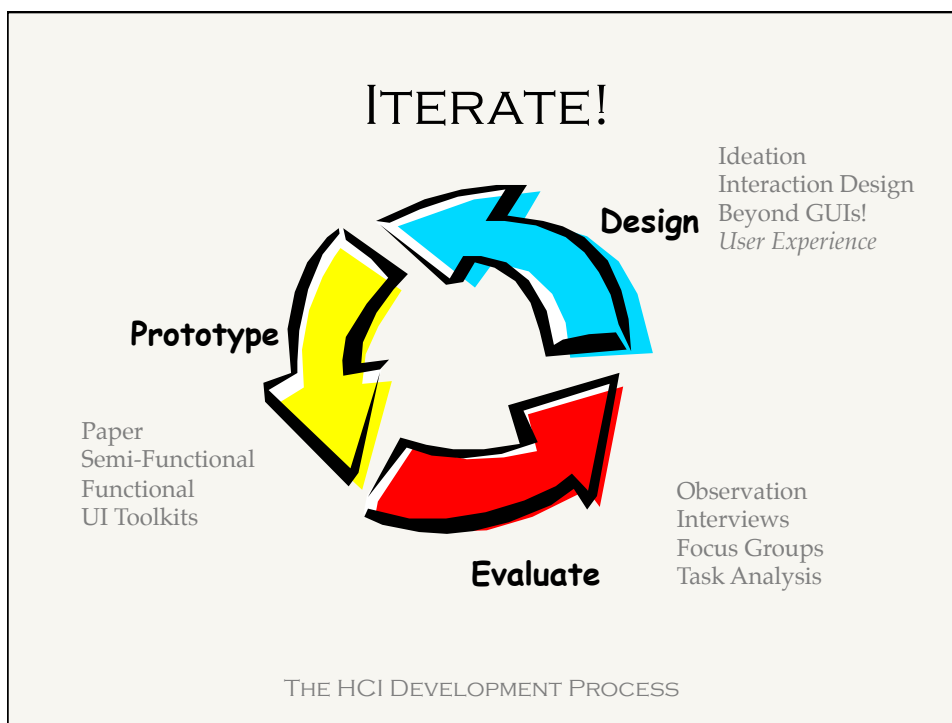 ITERATE!
Design
Ideation
Interaction Design
Beyond GUIs!
User Experience
Prototype
Paper
Semi-Functional
Functional
UI Toolkits
Evaluate
Observation
Interviews
Focus Groups
Task Analysis
THE HCI DEVELOPMENT PROCESS